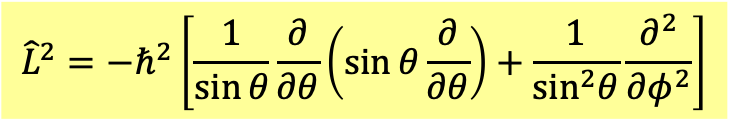 L̂² = −ℏ² [ 1/sin θ ∂/∂θ ( sin θ ∂/∂θ ) + 1/sin²θ ∂²/∂ϕ² ]